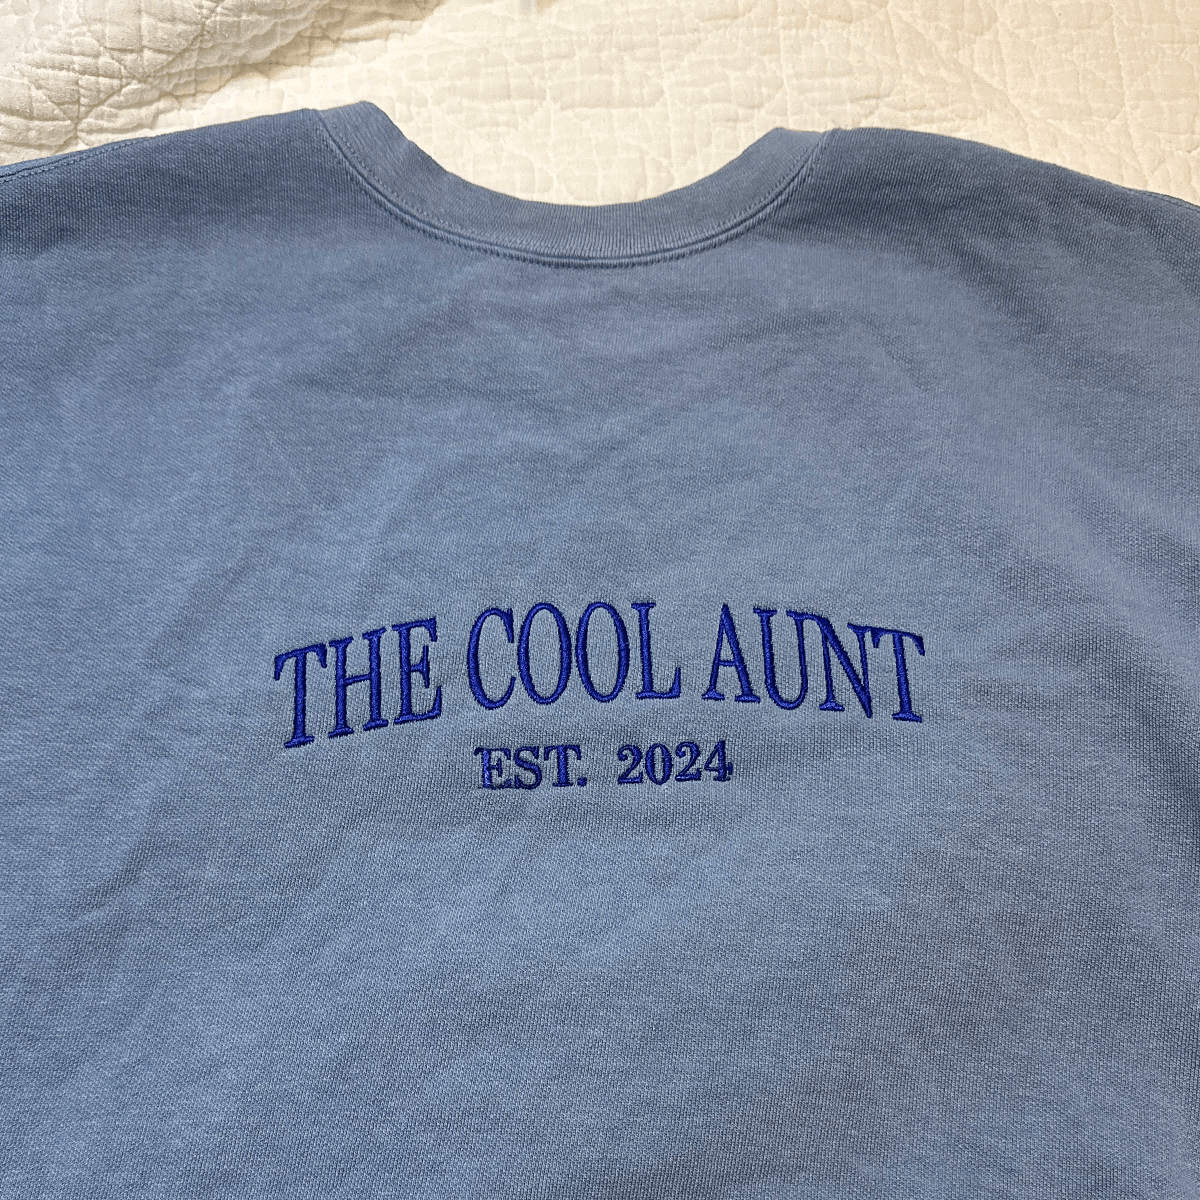 THE COOL AUNT
EST. 2024